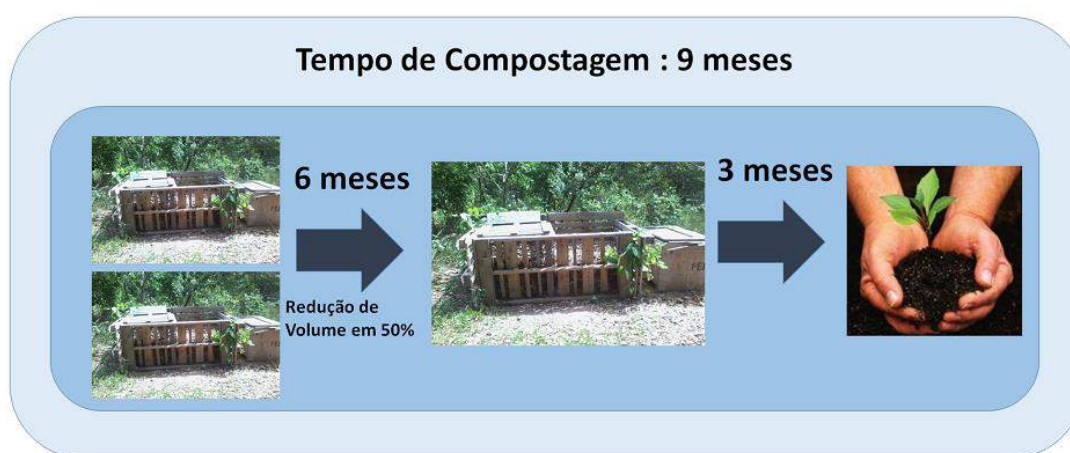 Tempo de Compostagem : 9 meses
6 meses
3 meses
Redução de
Volume em 50%